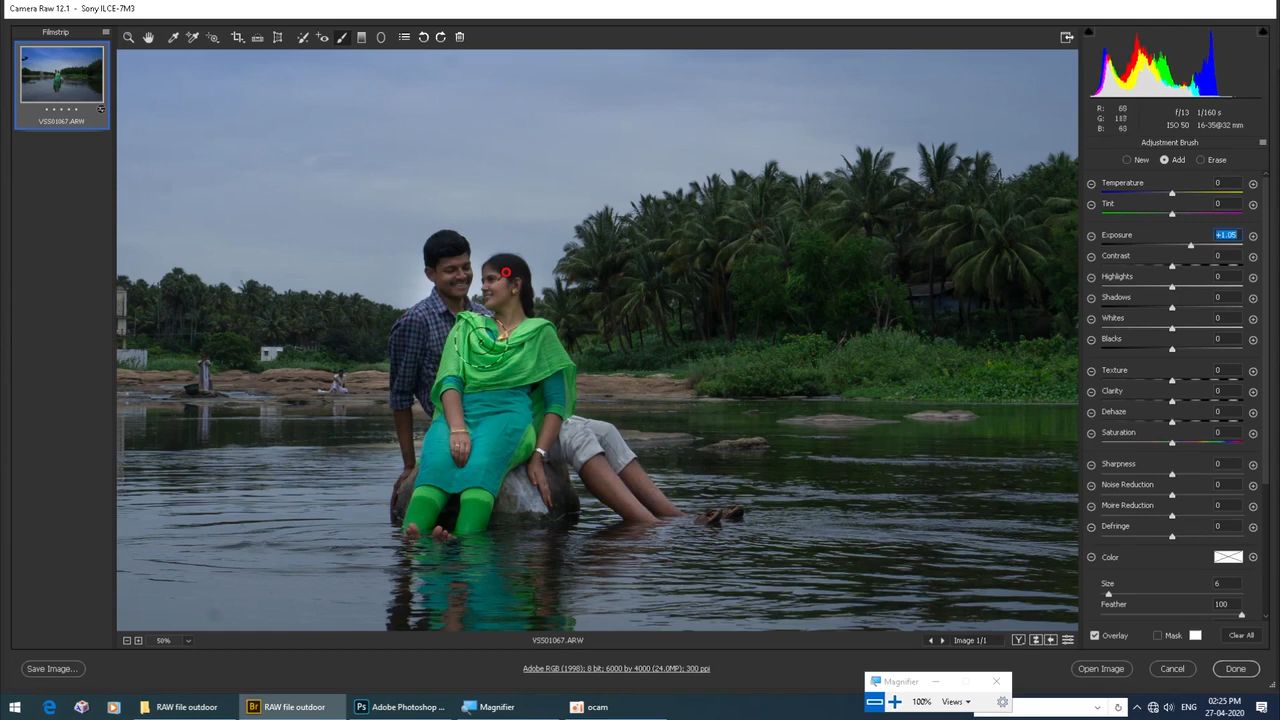 Camera Raw 12.1 - Sony ILCE-7M3
Filmstrip
VSS01067.ARW
f/13 1/160 s
ISO 50 16-35@32 mm
R:
G:
B:
Adjustment Brush
New Add Erase
Temperature 0
Tint 0
Exposure +1.05
Contrast 0
Highlights 0
Shadows 0
Whites 0
Blacks 0
Texture 0
Clarity 0
Dehaze 0
Saturation 0
Sharpness 0
Noise Reduction 0
Moire Reduction 0
Defringe 0
Color
Size 6
Feather 100
Overlay Mask Clear All
50% VSS01067.ARW Image 1/1 Y
Save Image... Adobe RGB (1998); 8 bit; 6000 by 4000 (24.0MP); 300 ppi Open Image Cancel Done
Magnifier
100% Views
RAW file outdoor Br RAW file outdoor Ps Adobe Photoshop ... Magnifier ocam ENG 02:25 PM
27-04-2020